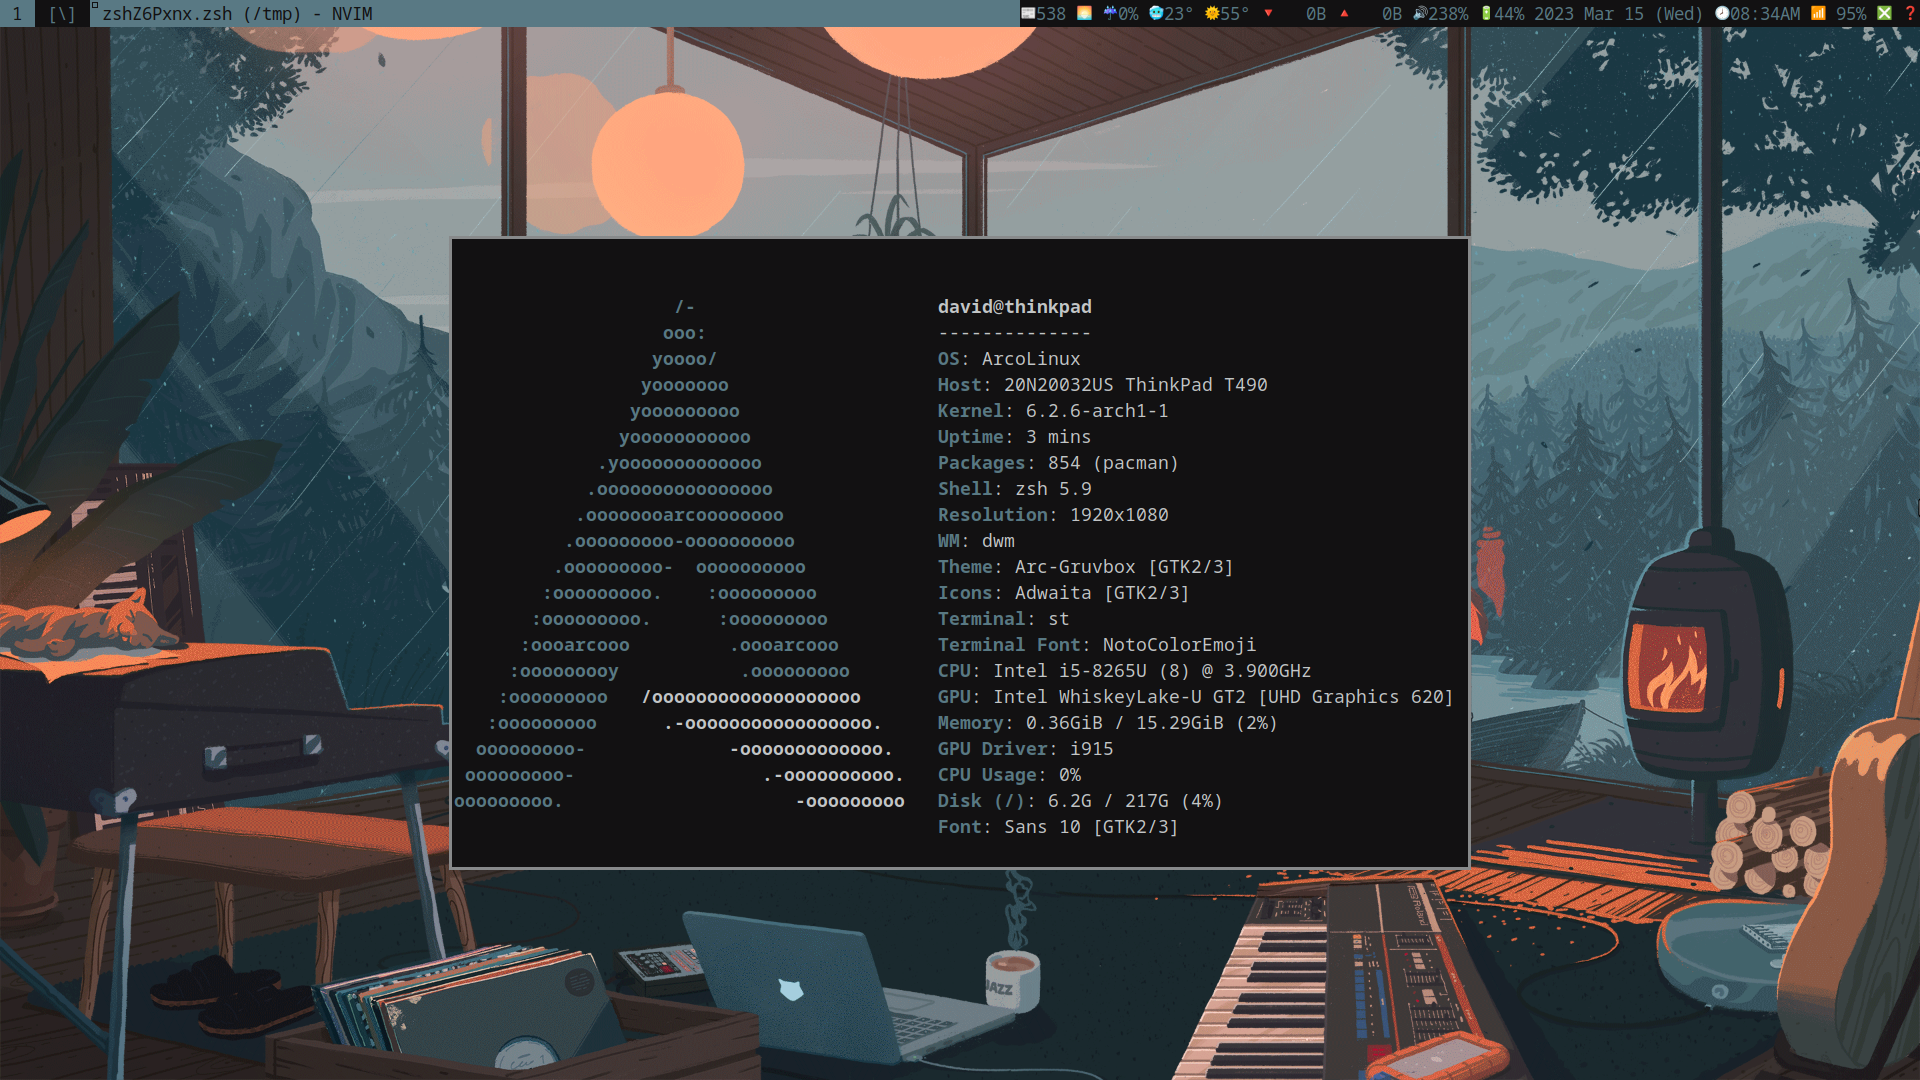 1 [\] zshZ6Pxnx.zsh (/tmp) - NVIM
📰538 🌅 ☔0% 🥶23° 🌞55° 🔻 0B 🔺 0B 🔊238% 🔋44% 2023 Mar 15 (Wed) 🕗08:34AM 📶 95% ❎ ❓
/-
ooo:
yoooo/
yooooooo
yooooooooo
yooooooooooo
.yooooooooooooo
.oooooooooooooooo
.oooooooarcoooooooo
.ooooooooo-oooooooooo
.ooooooooo-  oooooooooo
:ooooooooo.    :ooooooooo
:ooooooooo.      :ooooooooo
:oooarcooo         .oooarcooo
:ooooooooy           .ooooooooo
:ooooooooo   /ooooooooooooooooooo
:ooooooooo      .-ooooooooooooooooo.
ooooooooo-             -ooooooooooooo.
ooooooooo-                 .-oooooooooo.
ooooooooo.                     -ooooooooo
david@thinkpad
--------------
OS: ArcoLinux
Host: 20N20032US ThinkPad T490
Kernel: 6.2.6-arch1-1
Uptime: 3 mins
Packages: 854 (pacman)
Shell: zsh 5.9
Resolution: 1920x1080
WM: dwm
Theme: Arc-Gruvbox [GTK2/3]
Icons: Adwaita [GTK2/3]
Terminal: st
Terminal Font: NotoColorEmoji
CPU: Intel i5-8265U (8) @ 3.900GHz
GPU: Intel WhiskeyLake-U GT2 [UHD Graphics 620]
Memory: 0.36GiB / 15.29GiB (2%)
GPU Driver: i915
CPU Usage: 0%
Disk (/): 6.2G / 217G (4%)
Font: Sans 10 [GTK2/3]
JAZZ
Roland